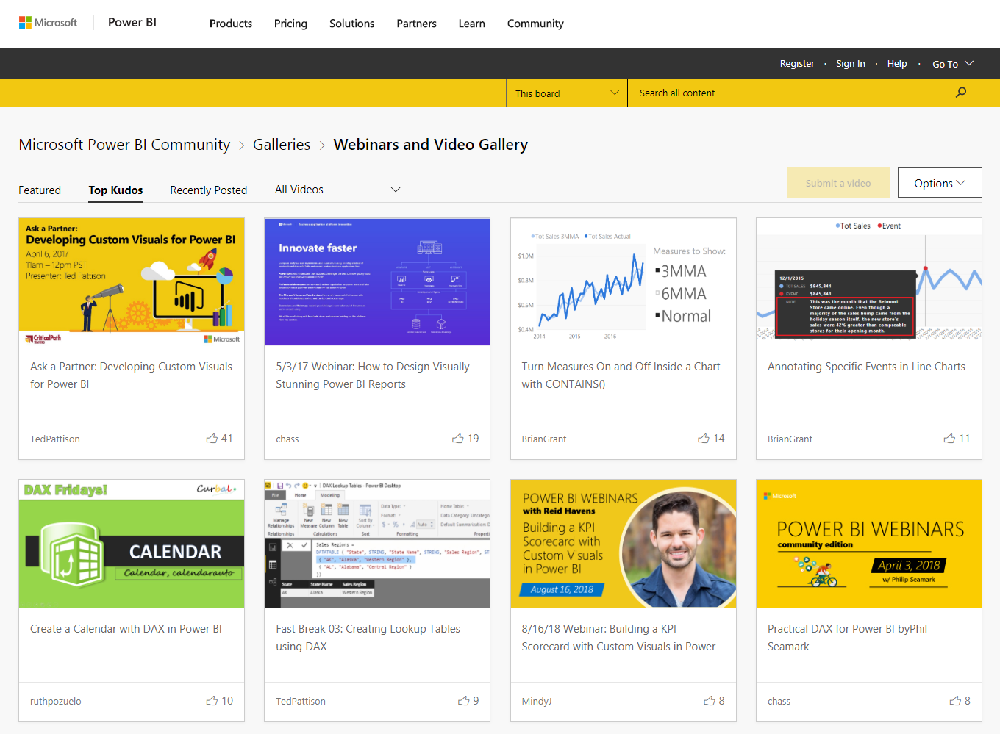 Microsoft
Power BI
Products
Pricing
Solutions
Partners
Learn
Community
Register · Sign In · Help · Go To
This board
Search all content
Microsoft Power BI Community > Galleries > Webinars and Video Gallery
Featured
Top Kudos
Recently Posted
All Videos
Submit a video
Options
Ask a Partner:
Developing Custom Visuals for Power BI
April 6, 2017
11am – 12pm PST
Presenter: Ted Pattison
CriticalPath
TRAINING
Microsoft
Ask a Partner: Developing Custom Visuals
for Power BI
TedPattison
41
Microsoft
Innovate faster
5/3/17 Webinar: How to Design Visually
Stunning Power BI Reports
chass
19
Tot Sales 3MMA Tot Sales Actual
$1.0M
$0.8M
$0.6M
$0.4M
2014
2015
2016
Measures to Show:
3MMA
6MMA
Normal
Turn Measures On and Off Inside a Chart
with CONTAINS()
BrianGrant
14
Tot Sales Event
12/1/2015
TOT SALES $845,841
EVENT $845,841
NOTE This was the month that the Belmont
Store came online. Even though a
majority of the sales bump came from the
holiday season itself, the new store's
sales were 42% greater than compreable
stores for their opening month.
Annotating Specific Events in Line Charts
BrianGrant
11
DAX Fridays!
Curbal
CALENDAR
Calendar, calendarauto
Create a Calendar with DAX in Power BI
ruthpozuelo
10
DAX Lookup Tables - Power BI Desktop
File
Home
Modeling
Manage
Relationships
New
Measure
New
Column
New
Table
Sort By
Column
Data Type:
Format:
$ - % , Auto
Home Table:
Data Category: Uncatego
Default Summarization: D
Relationships
Calculations
Sort
Formatting
Properti
Sales Regions =
DATATABLE ( "State", STRING, "State Name", STRING, "Sales Region", ST
{ "AK", "Alaska", "Western Region" },
{ "AL", "Alabama", "Central Region" }
})
State State Name Sales Region
AK Alaska Western Region
Fast Break 03: Creating Lookup Tables
using DAX
TedPattison
9
POWER BI WEBINARS
with Reid Havens
Building a KPI
Scorecard with
Custom Visuals
in Power BI
August 16, 2018
8/16/18 Webinar: Building a KPI
Scorecard with Custom Visuals in Power
MindyJ
8
Microsoft
POWER BI WEBINARS
community edition
April 3, 2018
w/ Philip Seamark
Practical DAX for Power BI byPhil
Seamark
chass
8